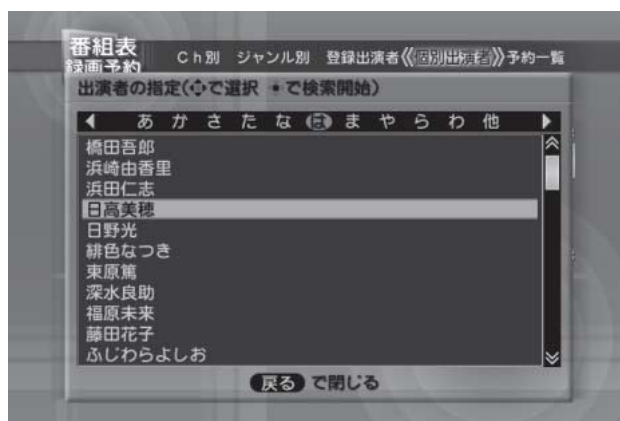 番組表
録画予約
Ch別 ジャンル別 登録出演者 《個別出演者》 予約一覧
出演者の指定(で選択 で検索開始)
あ か さ た な は ま や ら わ 他
橋田吾郎
浜崎由香里
浜田仁志
日高美穂
日野光
緋色なつき
東原篤
深水良助
福原未来
藤田花子
ふじわらよしお
戻る で閉じる